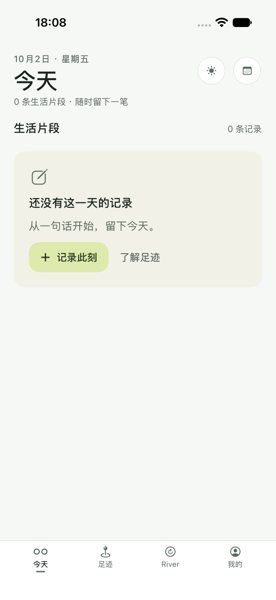 18:08
10月2日 · 星期五
今天
0 条生活片段 · 随时留下一笔
生活片段
0 条记录
还没有这一天的记录
从一句话开始，留下今天。
+ 记录此刻
了解足迹
今天
足迹
River
我的